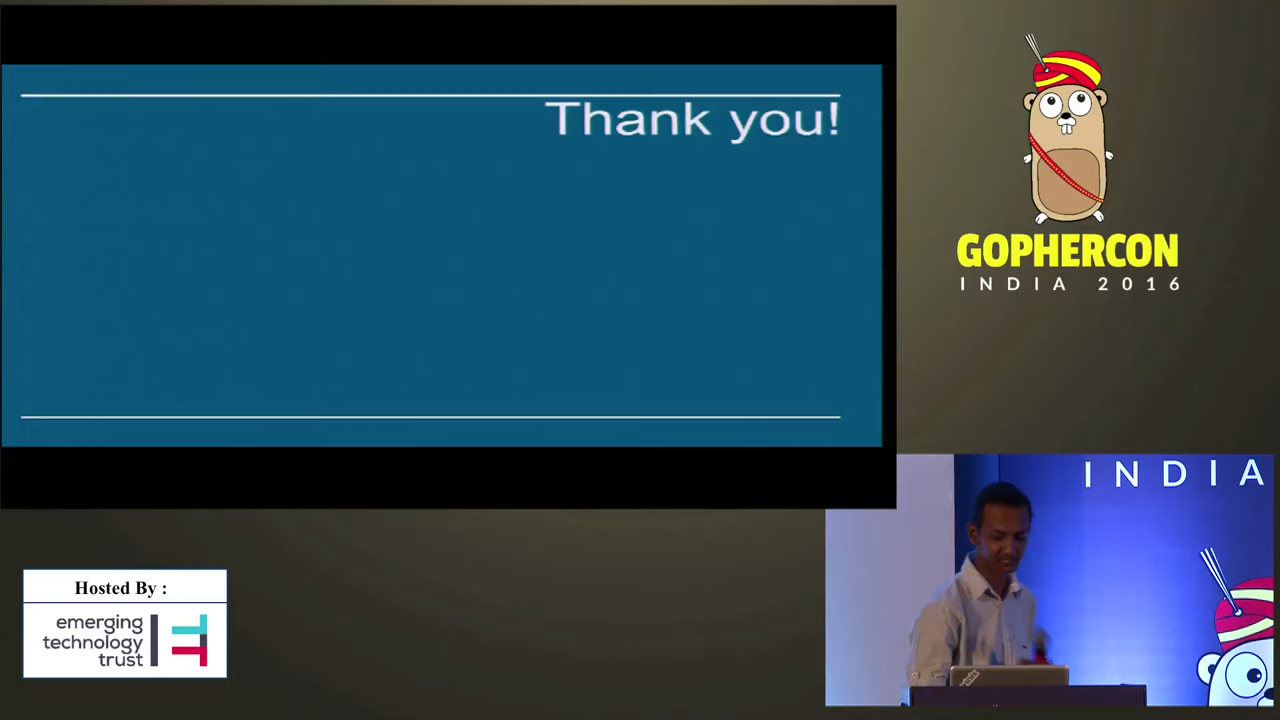 Thank you!
GOPHERCON
INDIA 2016
INDIA
Hosted By :
emerging
technology
trust